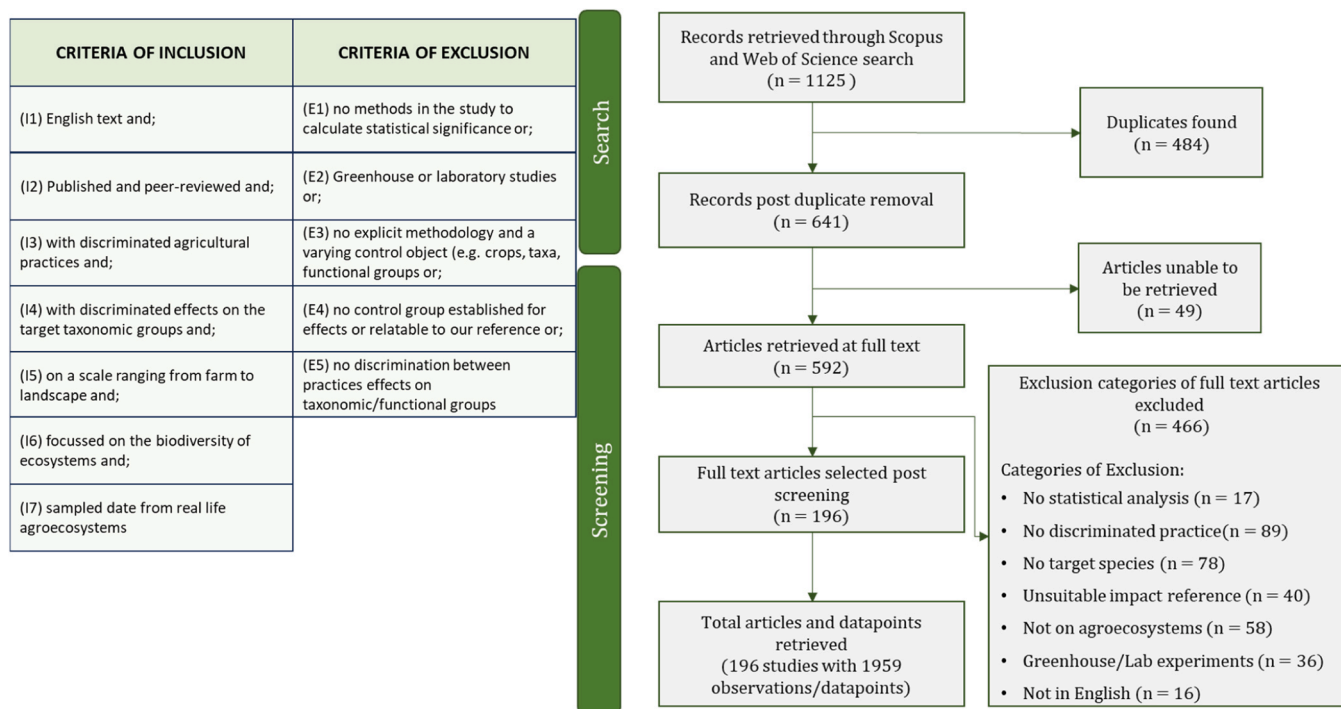 CRITERIA OF INCLUSION
CRITERIA OF EXCLUSION
(I1) English text and;
(E1) no methods in the study to
calculate statistical significance or;
(I2) Published and peer-reviewed and;
(E2) Greenhouse or laboratory studies
or;
(I3) with discriminated agricultural
practices and;
(E3) no explicit methodology and a
varying control object (e.g. crops, taxa,
functional groups or;
(I4) with discriminated effects on the
target taxonomic groups and;
(E4) no control group established for
effects or relatable to our reference or;
(I5) on a scale ranging from farm to
landscape and;
(E5) no discrimination between
practices effects on
taxonomic/functional groups
(I6) focussed on the biodiversity of
ecosystems and;
(I7) sampled date from real life
agroecosystems
Search
Screening
Records retrieved through Scopus
and Web of Science search
(n = 1125 )
Duplicates found
(n = 484)
Records post duplicate removal
(n = 641)
Articles unable to
be retrieved
(n = 49)
Articles retrieved at full text
(n = 592)
Exclusion categories of full text articles
excluded
(n = 466)
Categories of Exclusion:
• No statistical analysis (n = 17)
• No discriminated practice(n = 89)
• No target species (n = 78)
• Unsuitable impact reference (n = 40)
• Not on agroecosystems (n = 58)
• Greenhouse/Lab experiments (n = 36)
• Not in English (n = 16)
Full text articles selected post
screening
(n = 196)
Total articles and datapoints
retrieved
(196 studies with 1959
observations/datapoints)